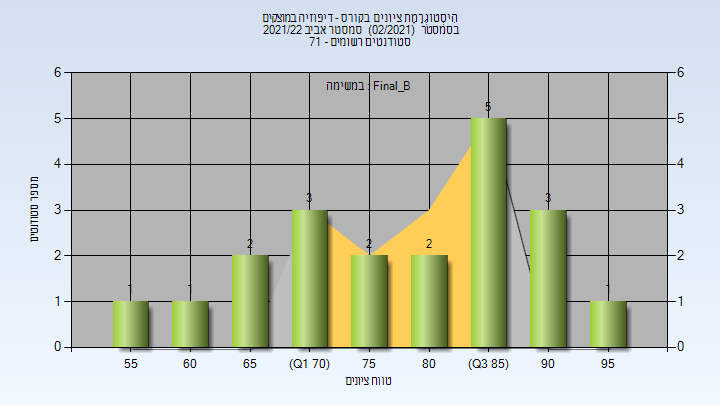 היסטוגרמת ציונים בקורס - דיפוזיה במוצקים
בסמסטר (02/2021) סמסטר אביב 2021/22
סטודנטים רשומים - 71
במשימה : Final_B
6 6
5 5
4 4
3 3
2 2
1 1
0 0
1 1 2 3 2 2 5 3 1
מספר סטודנטים
55 60 65 (Q1 70) 75 80 (Q3 85) 90 95
טווח ציונים